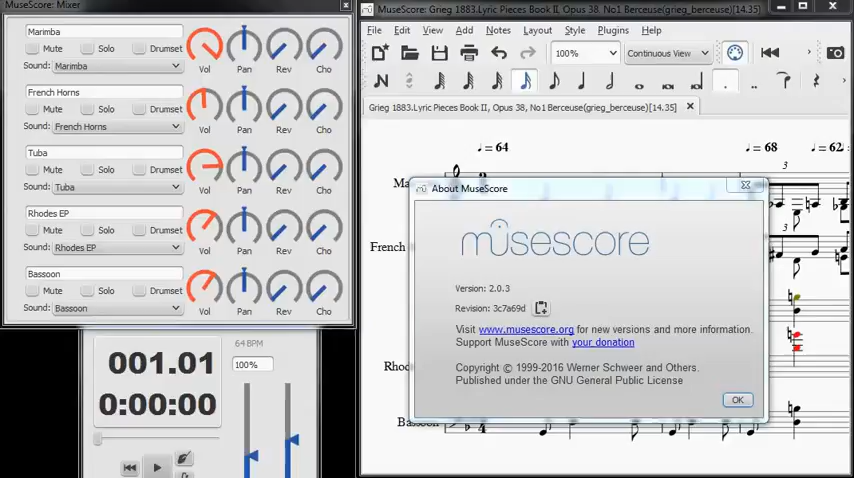 MuseScore: Mixer
Marimba
Mute Solo Drumset
Sound: Marimba
Vol Pan Rev Cho
French Horns
Mute Solo Drumset
Sound: French Horns
Vol Pan Rev Cho
Tuba
Mute Solo Drumset
Sound: Tuba
Vol Pan Rev Cho
Rhodes EP
Mute Solo Drumset
Sound: Rhodes EP
Vol Pan Rev Cho
Bassoon
Mute Solo Drumset
Sound: Bassoon
Vol Pan Rev Cho
001.01
0:00:00
64 BPM
100%
MuseScore: Grieg 1883.Lyric Pieces Book II, Opus 38. No1 Berceuse(grieg_berceuse)[14.35]
File Edit View Add Notes Layout Style Plugins Help
100% Continuous View
Grieg 1883.Lyric Pieces Book II, Opus 38, No1 Berceuse(grieg_berceuse)[14.35]
= 64 = 68 = 62
3
Ma
French
3
Rhod
Bass
4
About MuseScore
musescore
Version: 2.0.3
Revision: 3c7a69d
Visit www.musescore.org for new versions and more information.
Support MuseScore with your donation
Copyright © 1999-2016 Werner Schweer and Others.
Published under the GNU General Public License
OK